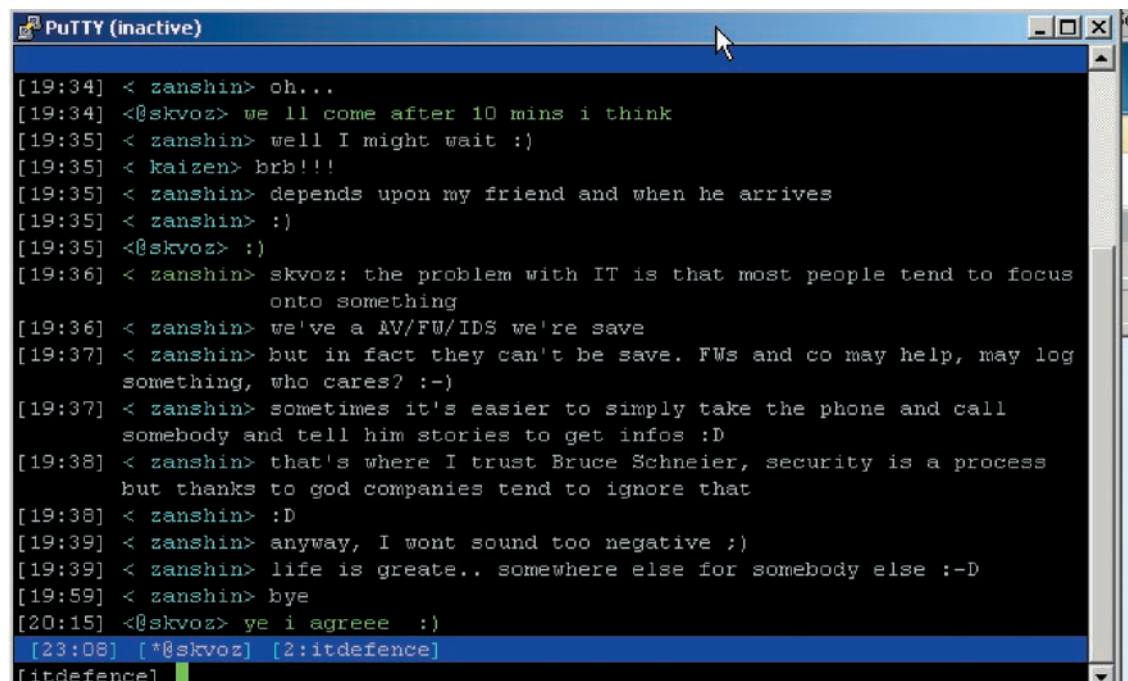 PuTTY (inactive)
[19:34] < zanshin> oh...
[19:34] <@skvoz> we ll come after 10 mins i think
[19:35] < zanshin> well I might wait :)
[19:35] < kaizen> brb!!!
[19:35] < zanshin> depends upon my friend and when he arrives
[19:35] < zanshin> :)
[19:35] <@skvoz> :)
[19:36] < zanshin> skvoz: the problem with IT is that most people tend to focus
onto something
[19:36] < zanshin> we've a AV/FW/IDS we're save
[19:37] < zanshin> but in fact they can't be save. FWs and co may help, may log
something, who cares? :-)
[19:37] < zanshin> sometimes it's easier to simply take the phone and call
somebody and tell him stories to get infos :D
[19:38] < zanshin> that's where I trust Bruce Schneier, security is a process
but thanks to god companies tend to ignore that
[19:38] < zanshin> :D
[19:39] < zanshin> anyway, I wont sound too negative ;)
[19:39] < zanshin> life is greate.. somewhere else for somebody else :-D
[19:59] < zanshin> bye
[20:15] <@skvoz> ye i agreee  :)
[23:08] [*@skvoz] [2:itdefence]
[itdefence]